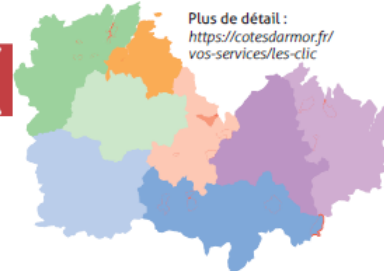 Plus de détail :
https://cotesdarmor.fr/
vos-services/les-clic